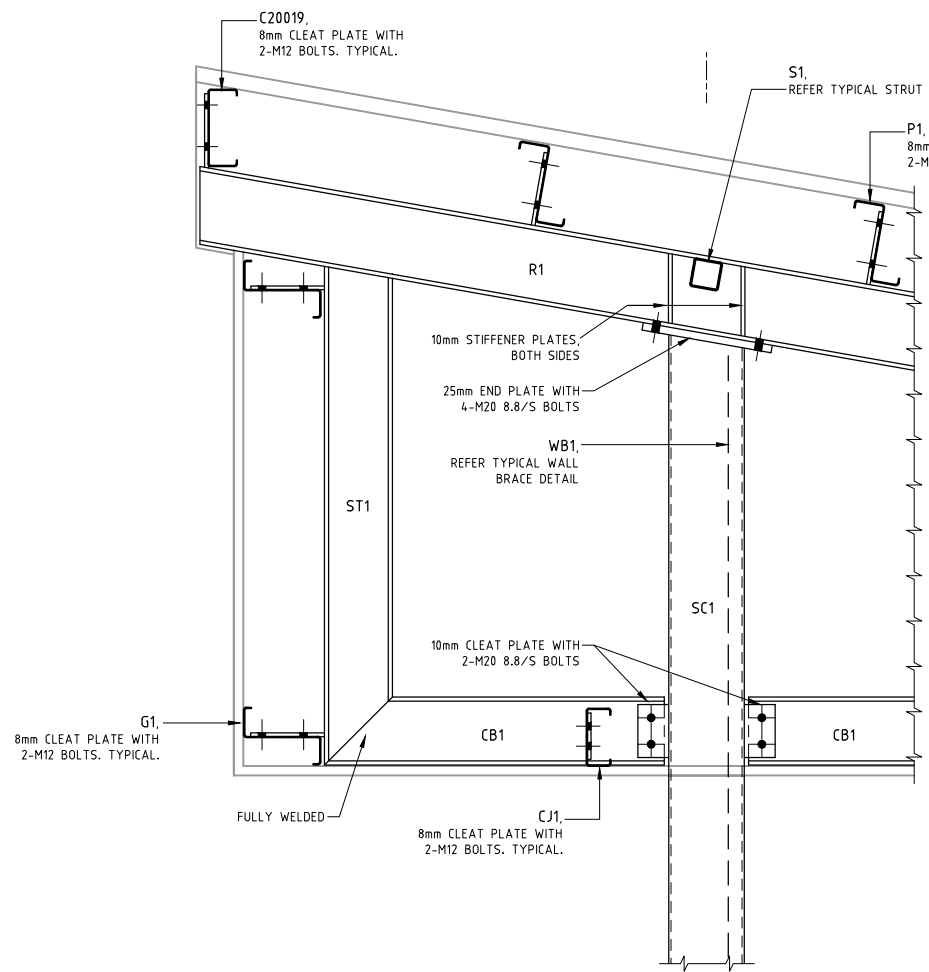 C20019,
8mm CLEAT PLATE WITH
2-M12 BOLTS. TYPICAL.
S1,
REFER TYPICAL STRUT
P1,
8mm
2-M
R1
10mm STIFFENER PLATES,
BOTH SIDES
25mm END PLATE WITH
4-M20 8.8/S BOLTS
WB1,
REFER TYPICAL WALL
BRACE DETAIL
ST1
SC1
10mm CLEAT PLATE WITH
2-M20 8.8/S BOLTS
G1,
8mm CLEAT PLATE WITH
2-M12 BOLTS. TYPICAL.
CB1
CB1
FULLY WELDED
CJ1,
8mm CLEAT PLATE WITH
2-M12 BOLTS. TYPICAL.